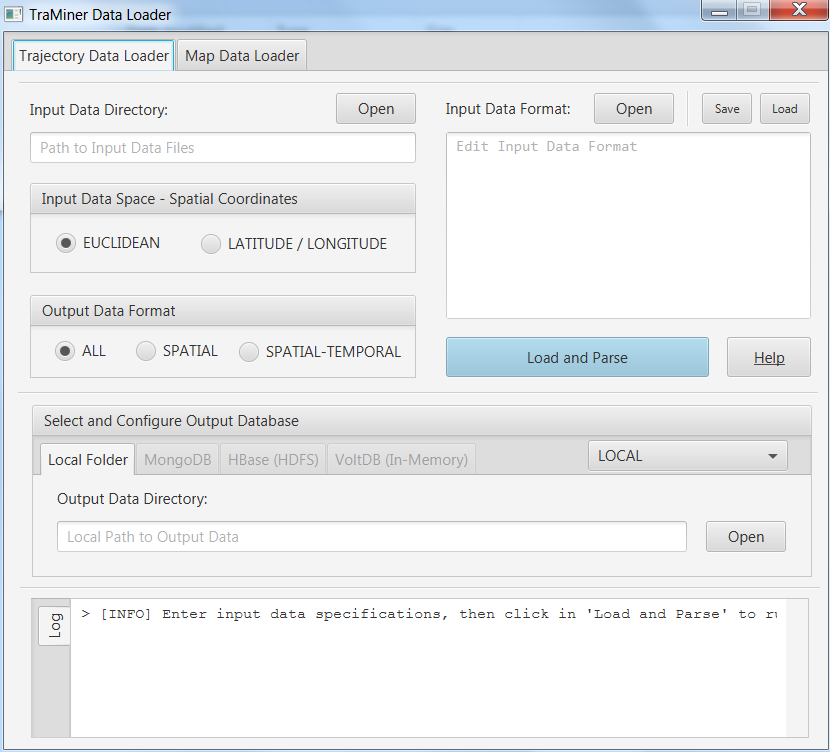 TraMiner Data Loader
Trajectory Data Loader Map Data Loader
Input Data Directory: Open
Path to Input Data Files
Input Data Space - Spatial Coordinates
EUCLIDEAN LATITUDE / LONGITUDE
Output Data Format
ALL SPATIAL SPATIAL-TEMPORAL
Input Data Format: Open Save Load
Edit Input Data Format
Load and Parse Help
Select and Configure Output Database
Local Folder MongoDB HBase (HDFS) VoltDB (In-Memory) LOCAL
Output Data Directory:
Local Path to Output Data Open
Log
> [INFO] Enter input data specifications, then click in 'Load and Parse' to